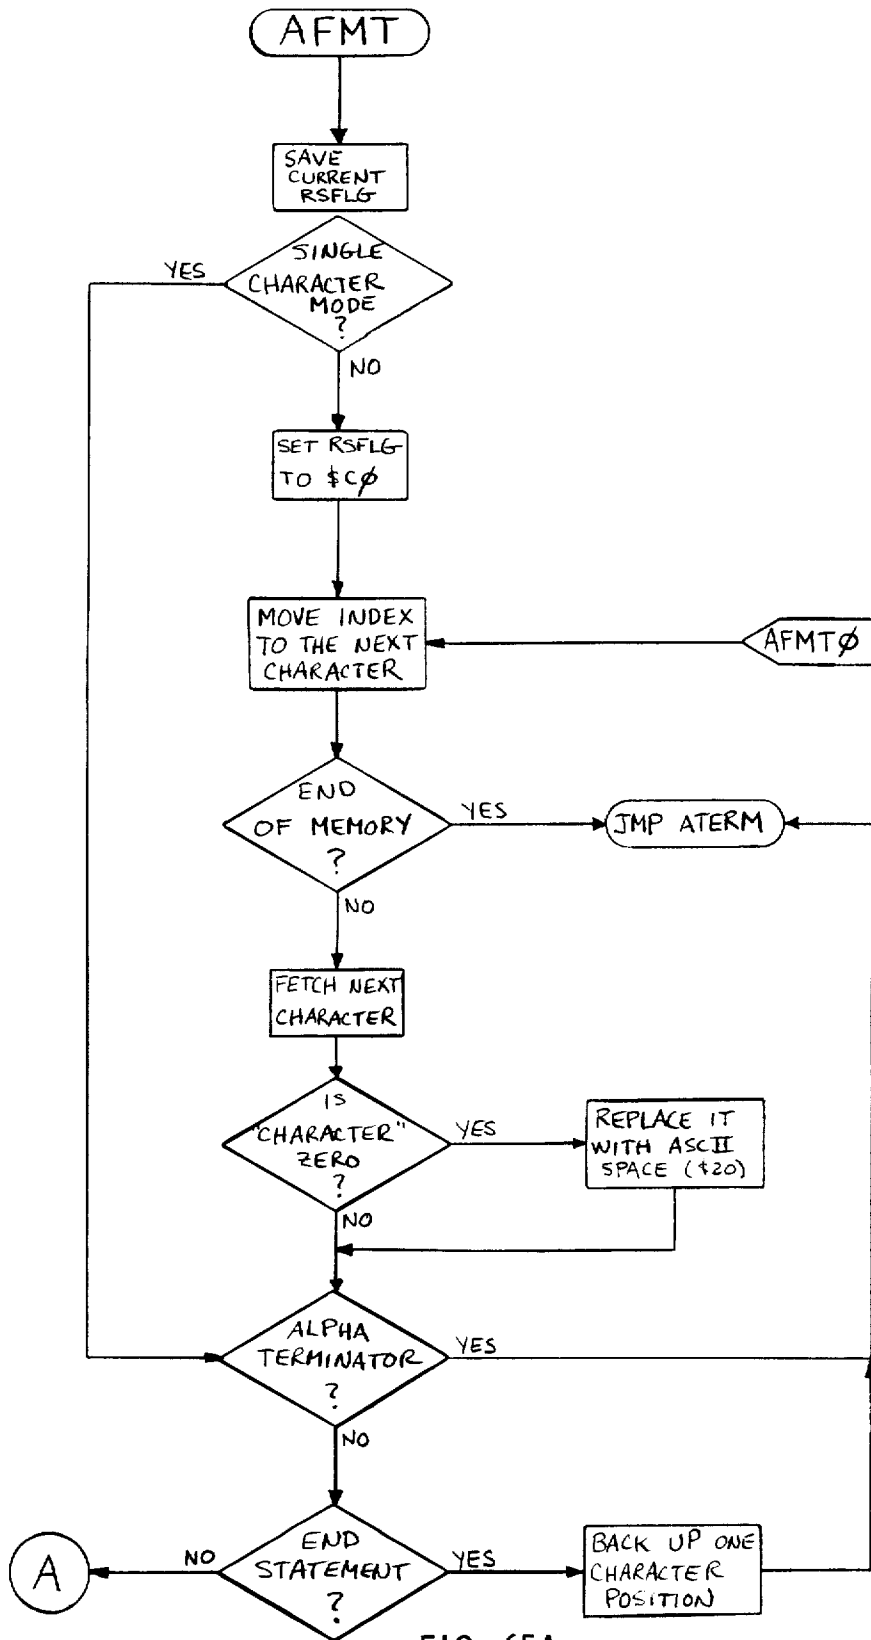 AFMT
SAVE
CURRENT
RSFLG
SINGLE
CHARACTER
MODE
?
YES
NO
SET RSFLG
TO $CØ
MOVE INDEX
TO THE NEXT
CHARACTER
AFMTØ
END
OF MEMORY
?
YES
JMP ATERM
NO
FETCH NEXT
CHARACTER
IS
"CHARACTER"
ZERO
?
YES
REPLACE IT
WITH ASCII
SPACE ($20)
NO
ALPHA
TERMINATOR
?
YES
NO
END
STATEMENT
?
NO
A
YES
BACK UP ONE
CHARACTER
POSITION